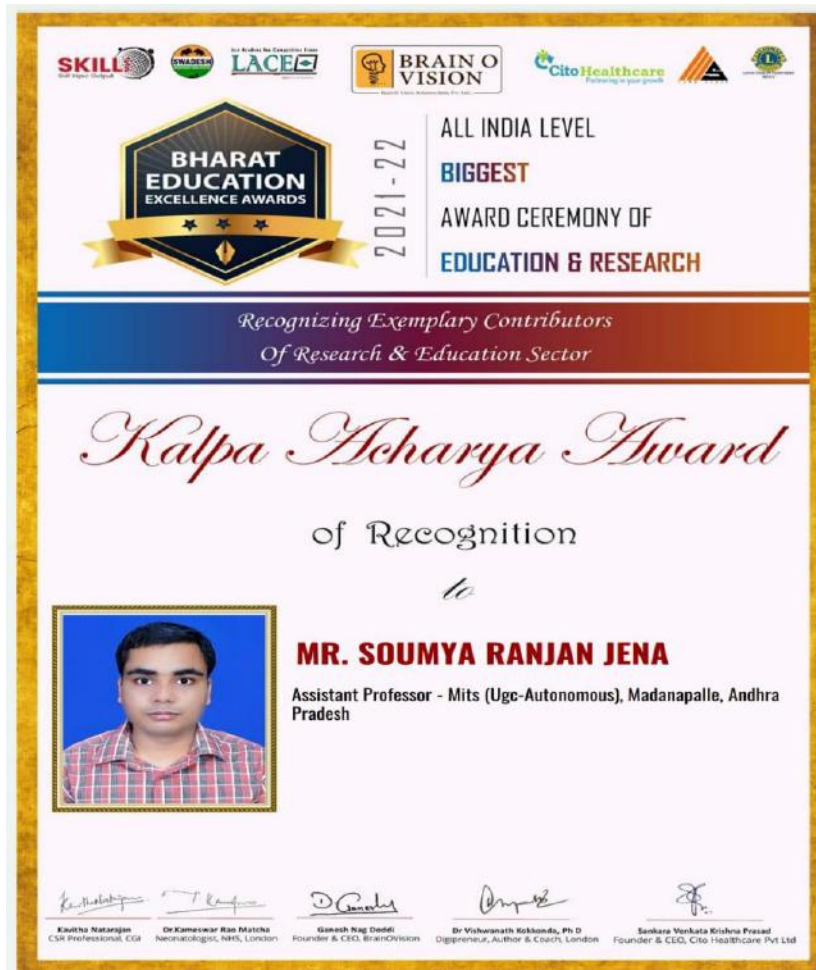 SKILL
SWADESH
LACE
BRAIN O
VISION
CitoHealthcare
Partnering in your growth
BHARAT
EDUCATION
EXCELLENCE AWARDS
2021-22
ALL INDIA LEVEL
BIGGEST
AWARD CEREMONY OF
EDUCATION & RESEARCH
Recognizing Exemplary Contributors
Of Research & Education Sector
Kalpa Acharya Award
of Recognition
to
MR. SOUMYA RANJAN JENA
Assistant Professor - Mits (Ugc-Autonomous), Madanapalle, Andhra
Pradesh
Kavitha Natarajan
CSR Professional, CGI
Dr.Kameswar Rao Matcha
Neonatologist, NHS, London
Ganesh Nag Doddi
Founder & CEO, BrainOVision
Dr Vishwanath Kokkonda, Ph D
Digipreneur, Author & Coach, London
Sankara Venkata Krishna Prasad
Founder & CEO, Cito Healthcare Pvt Ltd